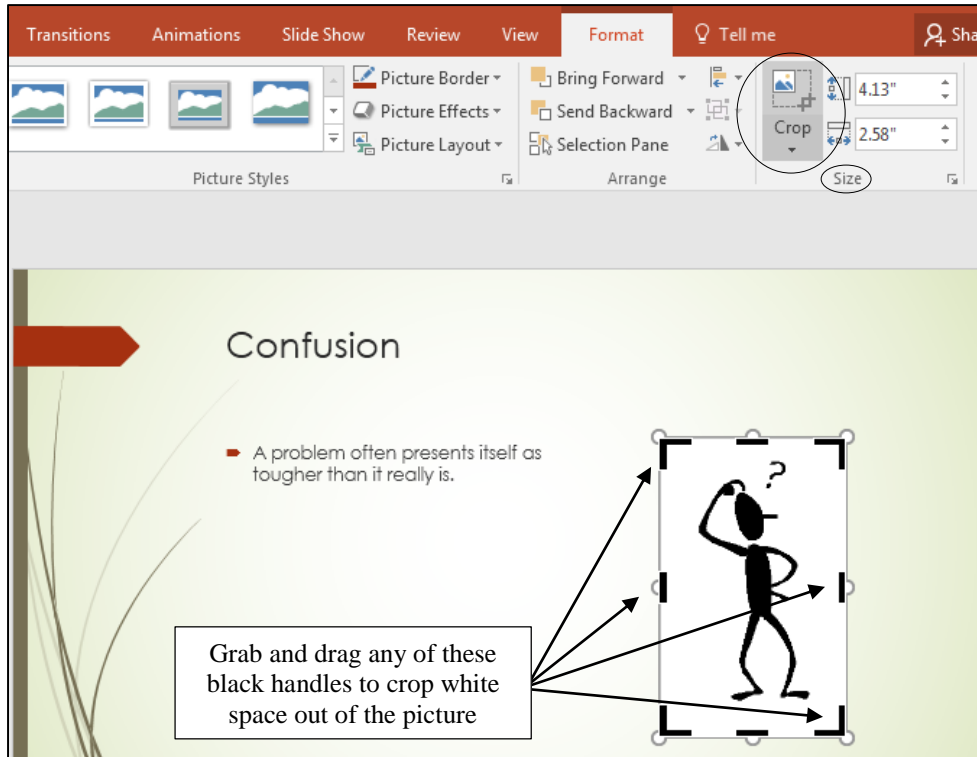 Transitions Animations Slide Show Review View Format Tell me Sha
Picture Border
Picture Effects
Picture Layout
Picture Styles
Bring Forward
Send Backward
Selection Pane
Arrange
Crop
4.13"
2.58"
Size
Confusion
A problem often presents itself as
tougher than it really is.
?
Grab and drag any of these
black handles to crop white
space out of the picture